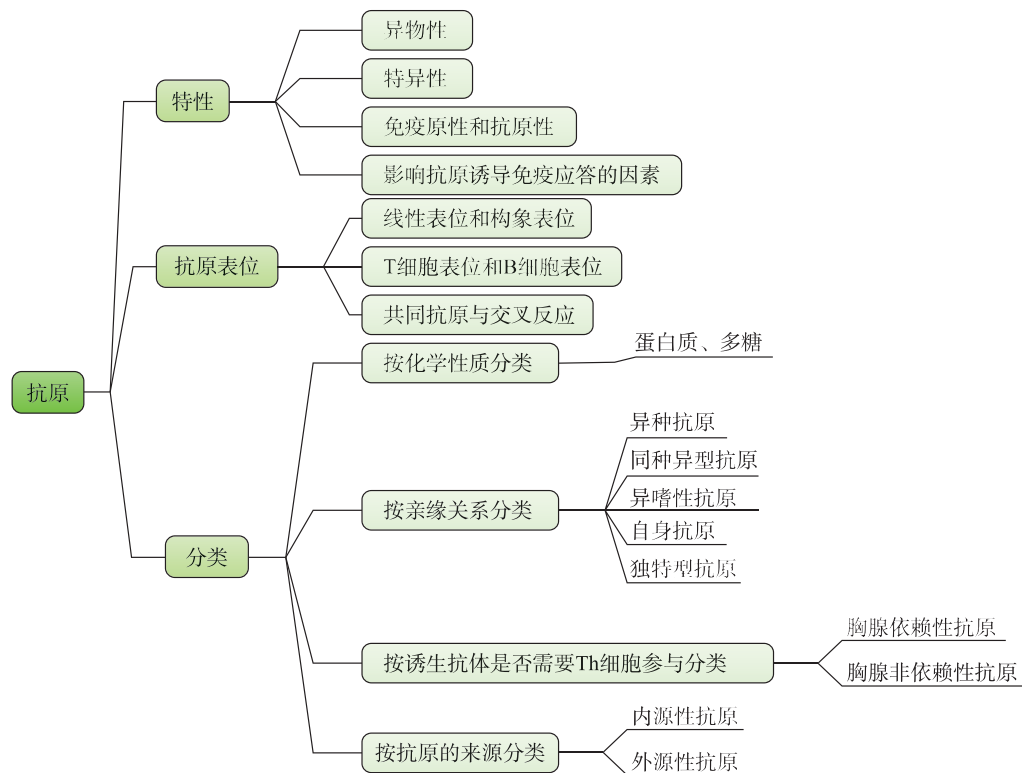 抗原
特性
异物性
特异性
免疫原性和抗原性
影响抗原诱导免疫应答的因素
抗原表位
线性表位和构象表位
T细胞表位和B细胞表位
共同抗原与交叉反应
分类
按化学性质分类
蛋白质、多糖
按亲缘关系分类
异种抗原
同种异型抗原
异嗜性抗原
自身抗原
独特型抗原
按诱生抗体是否需要Th细胞参与分类
胸腺依赖性抗原
胸腺非依赖性抗原
按抗原的来源分类
内源性抗原
外源性抗原